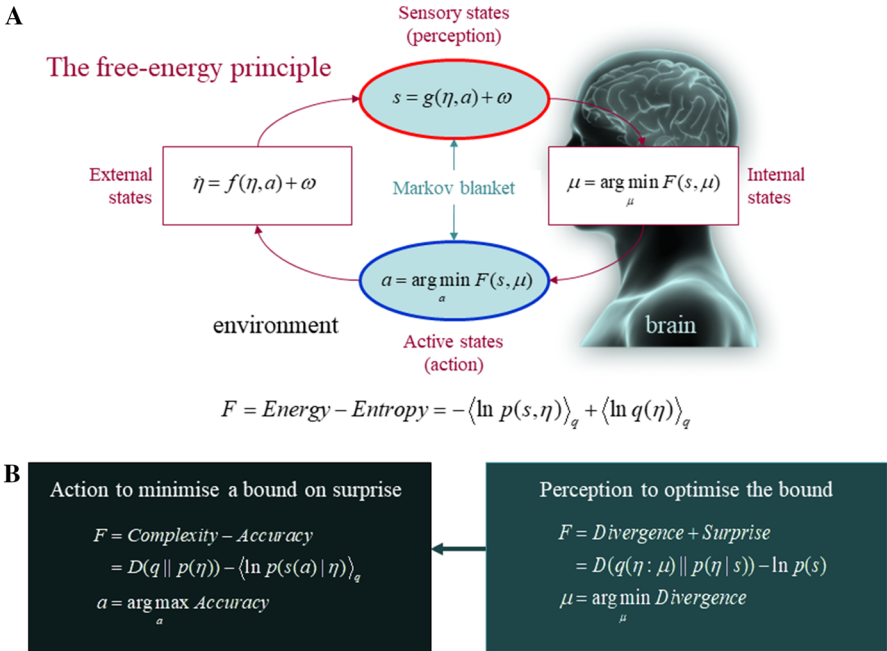 A
The free-energy principle
Sensory states
(perception)
s = g(η, a) + ω
External
states
η̇ = f(η, a) + ω
Markov blanket
μ = arg min F(s, μ)
μ
Internal
states
a = arg min F(s, μ)
a
environment
Active states
(action)
brain
F = Energy − Entropy = −⟨ln p(s, η)⟩q + ⟨ln q(η)⟩q
B
Action to minimise a bound on surprise
F = Complexity − Accuracy
= D(q || p(η)) − ⟨ln p(s(a) | η)⟩q
a = arg max Accuracy
a
Perception to optimise the bound
F = Divergence + Surprise
= D(q(η : μ) || p(η | s)) − ln p(s)
μ = arg min Divergence
μ